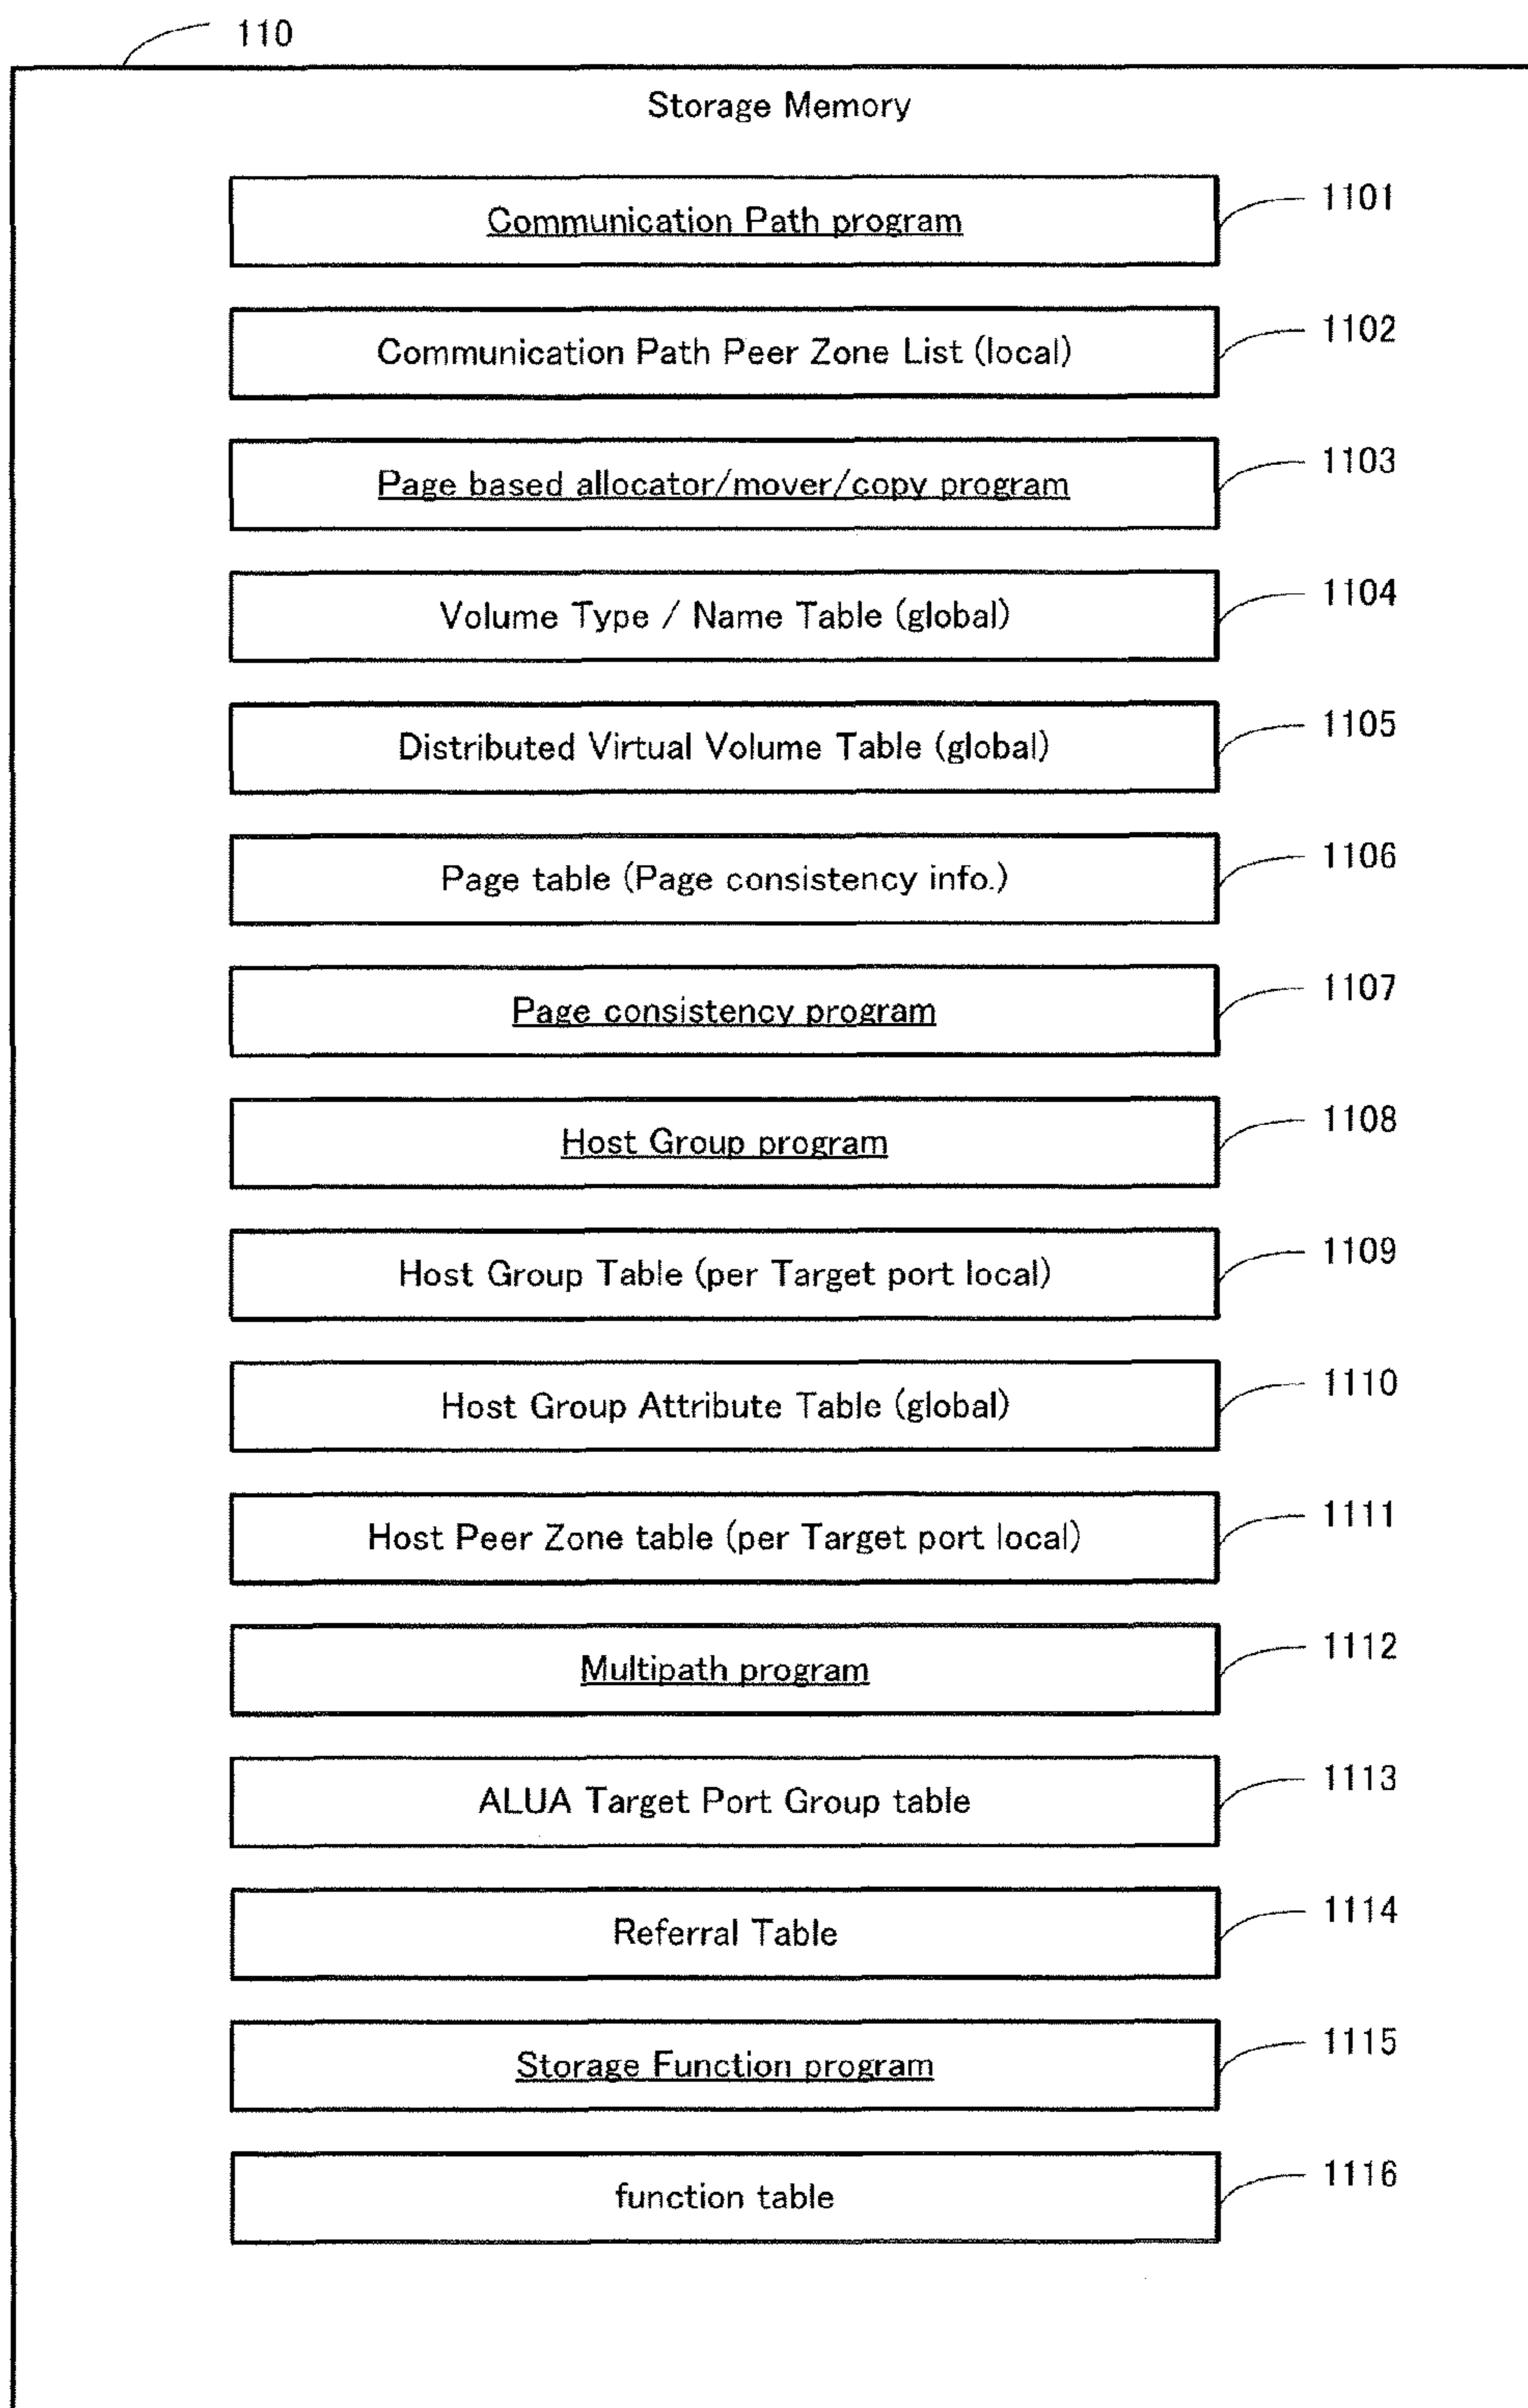 110
Storage Memory
Communication Path program
1101
Communication Path Peer Zone List (local)
1102
Page based allocator/mover/copy program
1103
Volume Type / Name Table (global)
1104
Distributed Virtual Volume Table (global)
1105
Page table (Page consistency info.)
1106
Page consistency program
1107
Host Group program
1108
Host Group Table (per Target port local)
1109
Host Group Attribute Table (global)
1110
Host Peer Zone table (per Target port local)
1111
Multipath program
1112
ALUA Target Port Group table
1113
Referral Table
1114
Storage Function program
1115
function table
1116